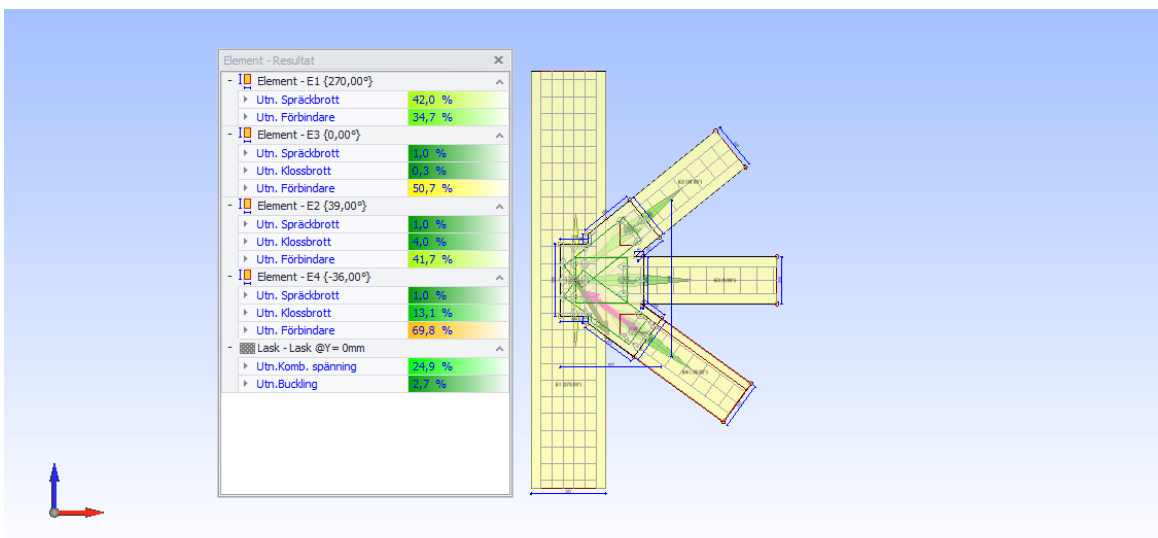 Element - Resultat
Element - E1 {270,00°}
Utn. Spräckbrott 42,0 %
Utn. Förbindare 34,7 %
Element - E3 {0,00°}
Utn. Spräckbrott 1,0 %
Utn. Klossbrott 0,3 %
Utn. Förbindare 50,7 %
Element - E2 {39,00°}
Utn. Spräckbrott 1,0 %
Utn. Klossbrott 4,0 %
Utn. Förbindare 41,7 %
Element - E4 {-36,00°}
Utn. Spräckbrott 1,0 %
Utn. Klossbrott 13,1 %
Utn. Förbindare 69,8 %
Lask - Lask @Y= 0mm
Utn.Komb. spänning 24,9 %
Utn.Buckling 2,7 %